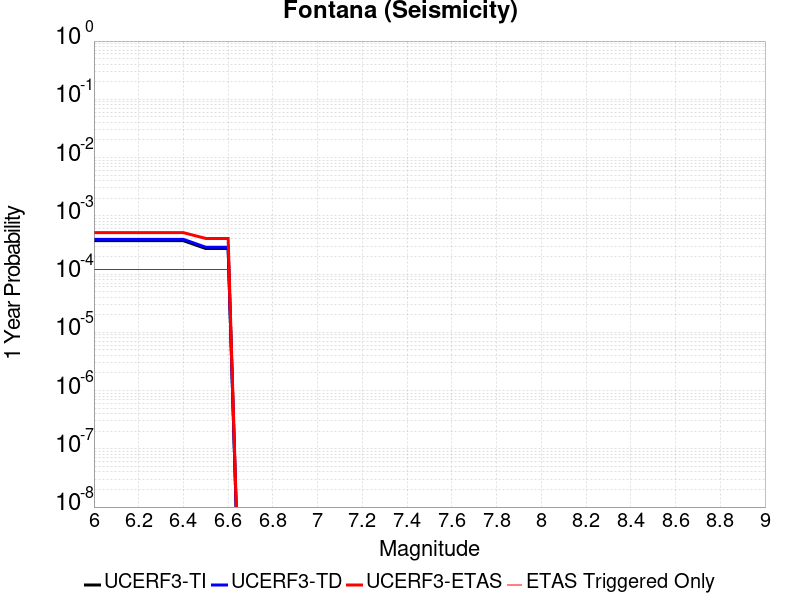 Fontana (Seismicity)
10^0
10^-1
10^-2
10^-3
10^-4
10^-5
10^-6
10^-7
10^-8
1 Year Probability
6 6.2 6.4 6.6 6.8 7 7.2 7.4 7.6 7.8 8 8.2 8.4 8.6 8.8 9
Magnitude
UCERF3-TI UCERF3-TD UCERF3-ETAS ETAS Triggered Only